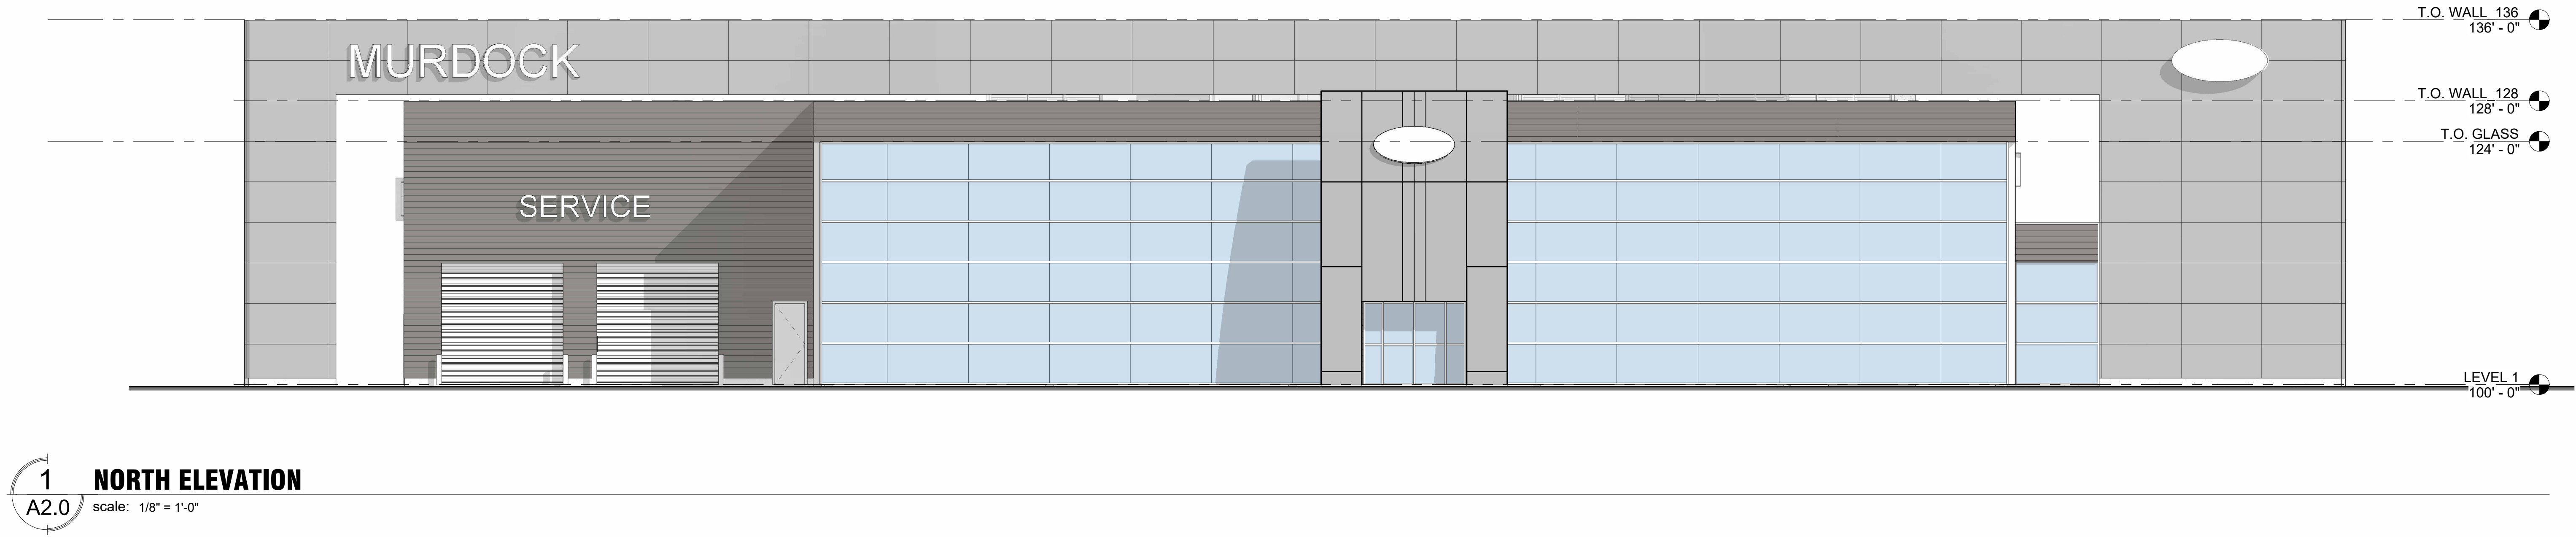 T.O. WALL 136
136' - 0"
MURDOCK
T.O. WALL 128
128' - 0"
T.O. GLASS
124' - 0"
SERVICE
LEVEL 1
100' - 0"
1
NORTH ELEVATION
A2.0
scale: 1/8" = 1'-0"